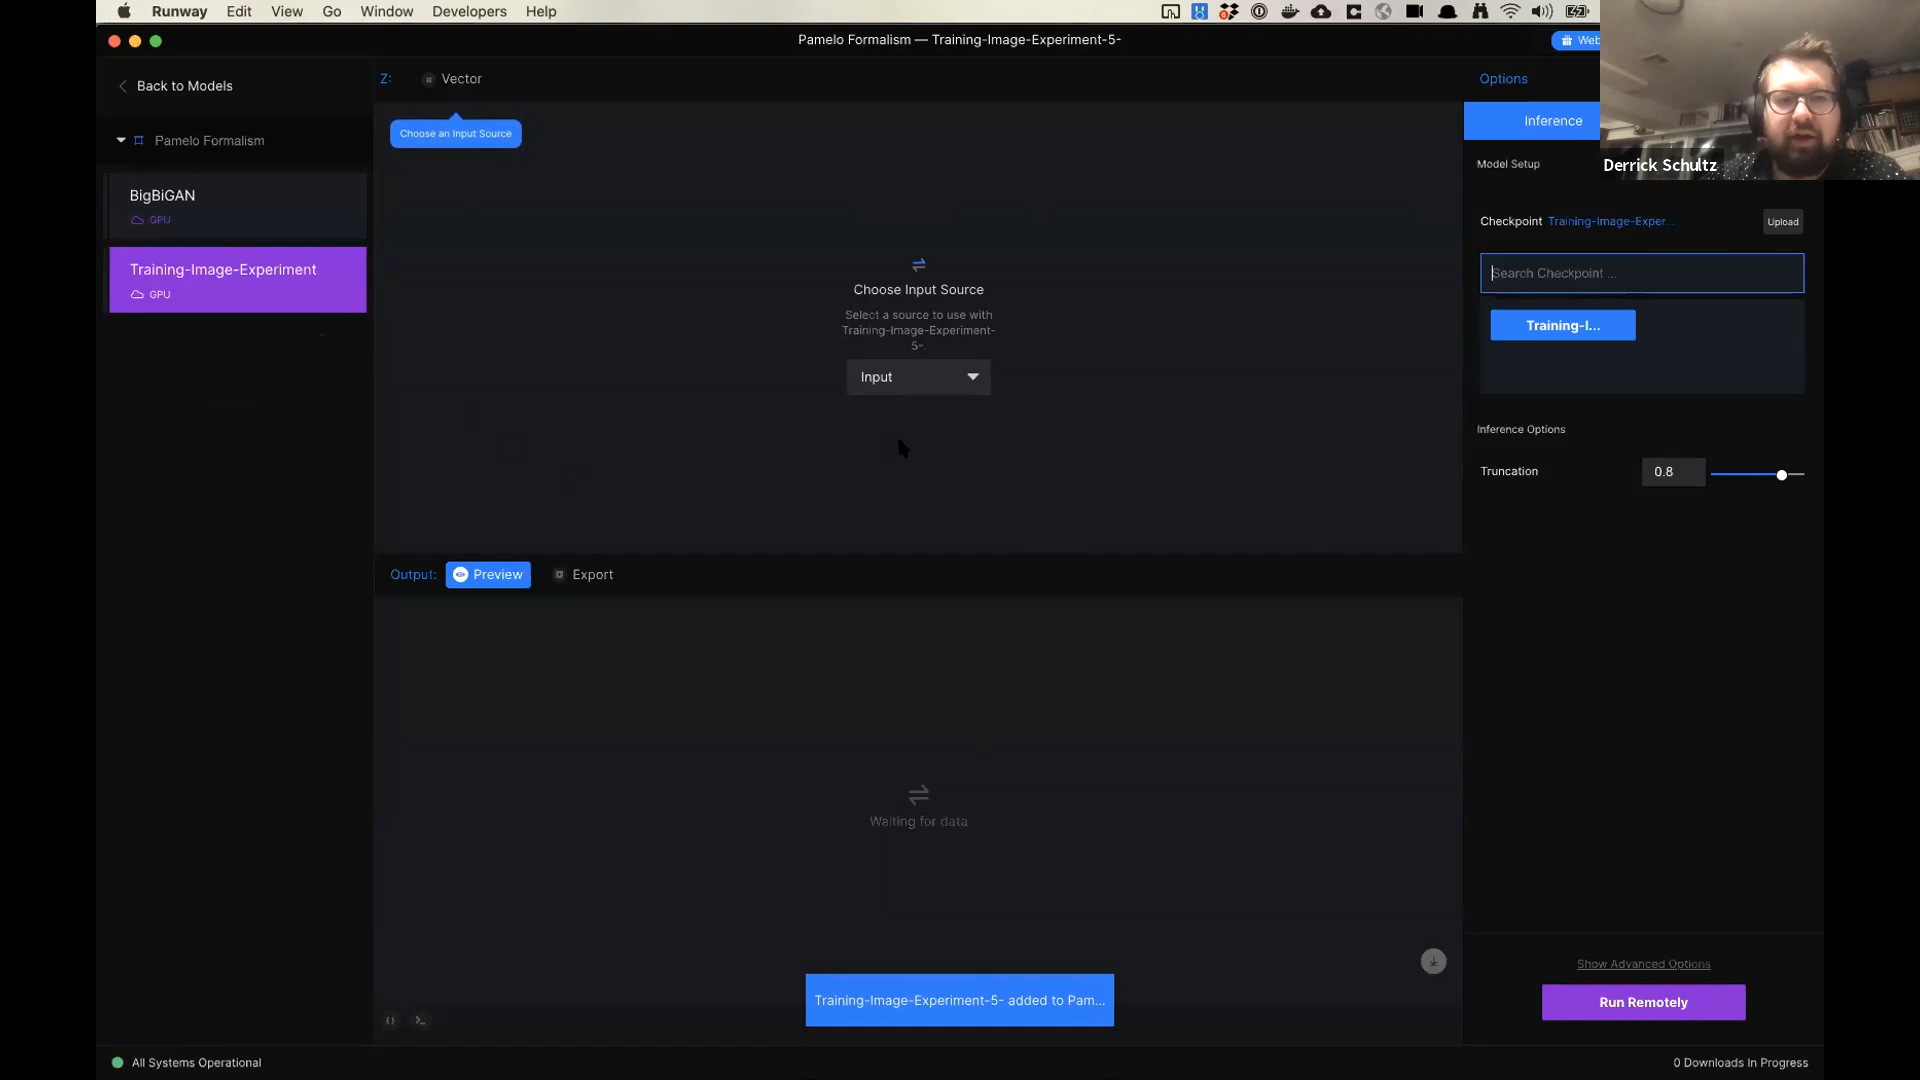 Runway Edit View Go Window Developers Help
Pamelo Formalism — Training-Image-Experiment-5-
Web
Back to Models
Z: Vector
Options
Choose an Input Source
Inference
Pamelo Formalism
Model Setup
Derrick Schultz
BigBiGAN
GPU
Checkpoint Training-Image-Exper...
Upload
Training-Image-Experiment
GPU
Search Checkpoint ...
Choose Input Source
Select a source to use with
Training-Image-Experiment-
5-.
Input
Training-I...
Inference Options
Truncation 0.8
Output: Preview Export
Waiting for data
Show Advanced Options
Training-Image-Experiment-5- added to Pam...
Run Remotely
All Systems Operational
0 Downloads In Progress